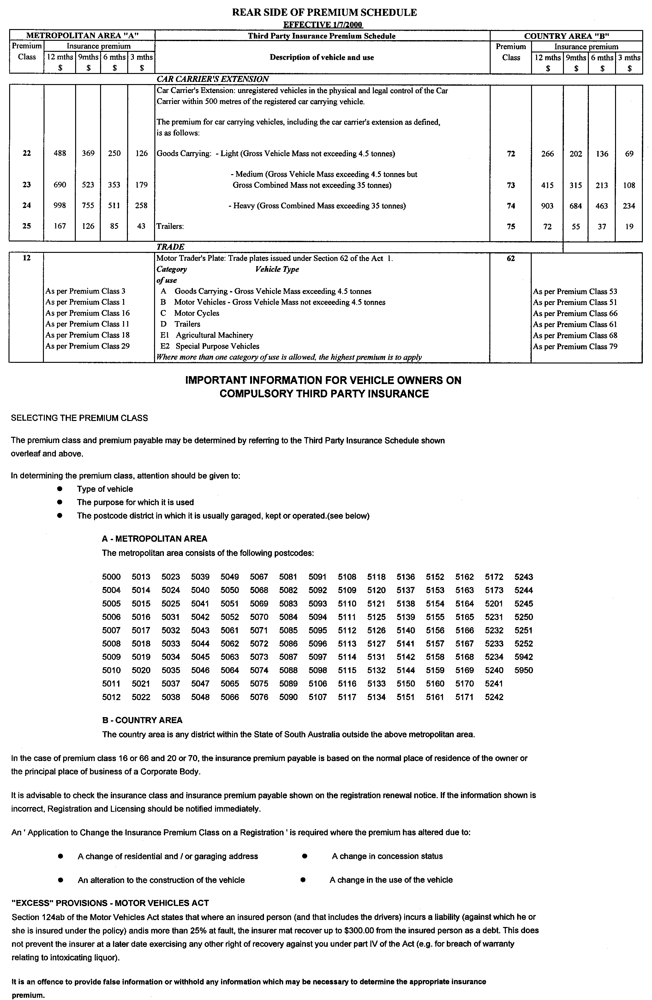 REAR SIDE OF PREMIUM SCHEDULE
EFFECTIVE 1/7/2000
METROPOLITAN AREA "A" Third Party Insurance Premium Schedule COUNTRY AREA "B"
Premium Insurance premium Premium Insurance premium
Class 12 mths 9mths 6 mths 3 mths Description of vehicle and use Class 12 mths 9mths 6 mths 3 mths
$ $ $ $ $ $ $ $
CAR CARRIER'S EXTENSION
Car Carrier's Extension: unregistered vehicles in the physical and legal control of the Car
Carrier within 500 metres of the registered car carrying vehicle.
The premium for car carrying vehicles, including the car carrier's extension as defined,
is as follows:
22 488 369 250 126 Goods Carrying: - Light (Gross Vehicle Mass not exceeding 4.5 tonnes) 72 266 202 136 69
- Medium (Gross Vehicle Mass exceeding 4.5 tonnes but
23 690 523 353 179 Gross Combined Mass not exceeding 35 tonnes) 73 415 315 213 108
24 998 755 511 258 - Heavy (Gross Combined Mass exceeding 35 tonnes) 74 903 684 463 234
25 167 126 85 43 Trailers: 75 72 55 37 19
TRADE
12 Motor Trader's Plate: Trade plates issued under Section 62 of the Act 1. 62
Category Vehicle Type
of use
As per Premium Class 3 A Goods Carrying - Gross Vehicle Mass exceeding 4.5 tonnes As per Premium Class 53
As per Premium Class 1 B Motor Vehicles - Gross Vehicle Mass not exceeeding 4.5 tonnes As per Premium Class 51
As per Premium Class 16 C Motor Cycles As per Premium Class 66
As per Premium Class 11 D Trailers As per Premium Class 61
As per Premium Class 18 E1 Agricultural Machinery As per Premium Class 68
As per Premium Class 29 E2 Special Purpose Vehicles As per Premium Class 79
Where more than one category of use is allowed, the highest premium is to apply
IMPORTANT INFORMATION FOR VEHICLE OWNERS ON
COMPULSORY THIRD PARTY INSURANCE
SELECTING THE PREMIUM CLASS
The premium class and premium payable may be determined by referring to the Third Party Insurance Schedule shown
overleaf and above.
In determining the premium class, attention should be given to:
● Type of vehicle
● The purpose for which it is used
● The postcode district in which it is usually garaged, kept or operated.(see below)
A - METROPOLITAN AREA
The metropolitan area consists of the following postcodes:
5000 5013 5023 5039 5049 5067 5081 5091 5108 5118 5136 5152 5162 5172 5243
5004 5014 5024 5040 5050 5068 5082 5092 5109 5120 5137 5153 5163 5173 5244
5005 5015 5025 5041 5051 5069 5083 5093 5110 5121 5138 5154 5164 5201 5245
5006 5016 5031 5042 5052 5070 5084 5094 5111 5125 5139 5155 5165 5231 5250
5007 5017 5032 5043 5061 5071 5085 5095 5112 5126 5140 5156 5166 5232 5251
5008 5018 5033 5044 5062 5072 5086 5096 5113 5127 5141 5157 5167 5233 5252
5009 5019 5034 5045 5063 5073 5087 5097 5114 5131 5142 5158 5168 5234 5942
5010 5020 5035 5046 5064 5074 5088 5098 5115 5132 5144 5159 5169 5240 5950
5011 5021 5037 5047 5065 5075 5089 5106 5116 5133 5150 5160 5170 5241
5012 5022 5038 5048 5066 5076 5090 5107 5117 5134 5151 5161 5171 5242
B - COUNTRY AREA
The country area is any district within the State of South Australia outside the above metropolitan area.
In the case of premium class 16 or 66 and 20 or 70, the insurance premium payable is based on the normal place of residence of the owner or
the principal place of business of a Corporate Body.
It is advisable to check the insurance class and insurance premium payable shown on the registration renewal notice. If the information shown is
incorrect, Registration and Licensing should be notified immediately.
An ' Application to Change the Insurance Premium Class on a Registration ' is required where the premium has altered due to:
● A change of residential and / or garaging address ● A change in concession status
● An alteration to the construction of the vehicle ● A change in the use of the vehicle
"EXCESS" PROVISIONS - MOTOR VEHICLES ACT
Section 124ab of the Motor Vehicles Act states that where an insured person (and that includes the drivers) incurs a liability (against which he or
she is insured under the policy) andis more than 25% at fault, the insurer mat recover up to $300.00 from the insured person as a debt. This does
not prevent the insurer at a later date exercising any other right of recovery against you under part IV of the Act (e.g. for breach of warranty
relating to intoxicating liquor).
It is an offence to provide false information or withhold any information which may be necessary to determine the appropriate insurance
premium.